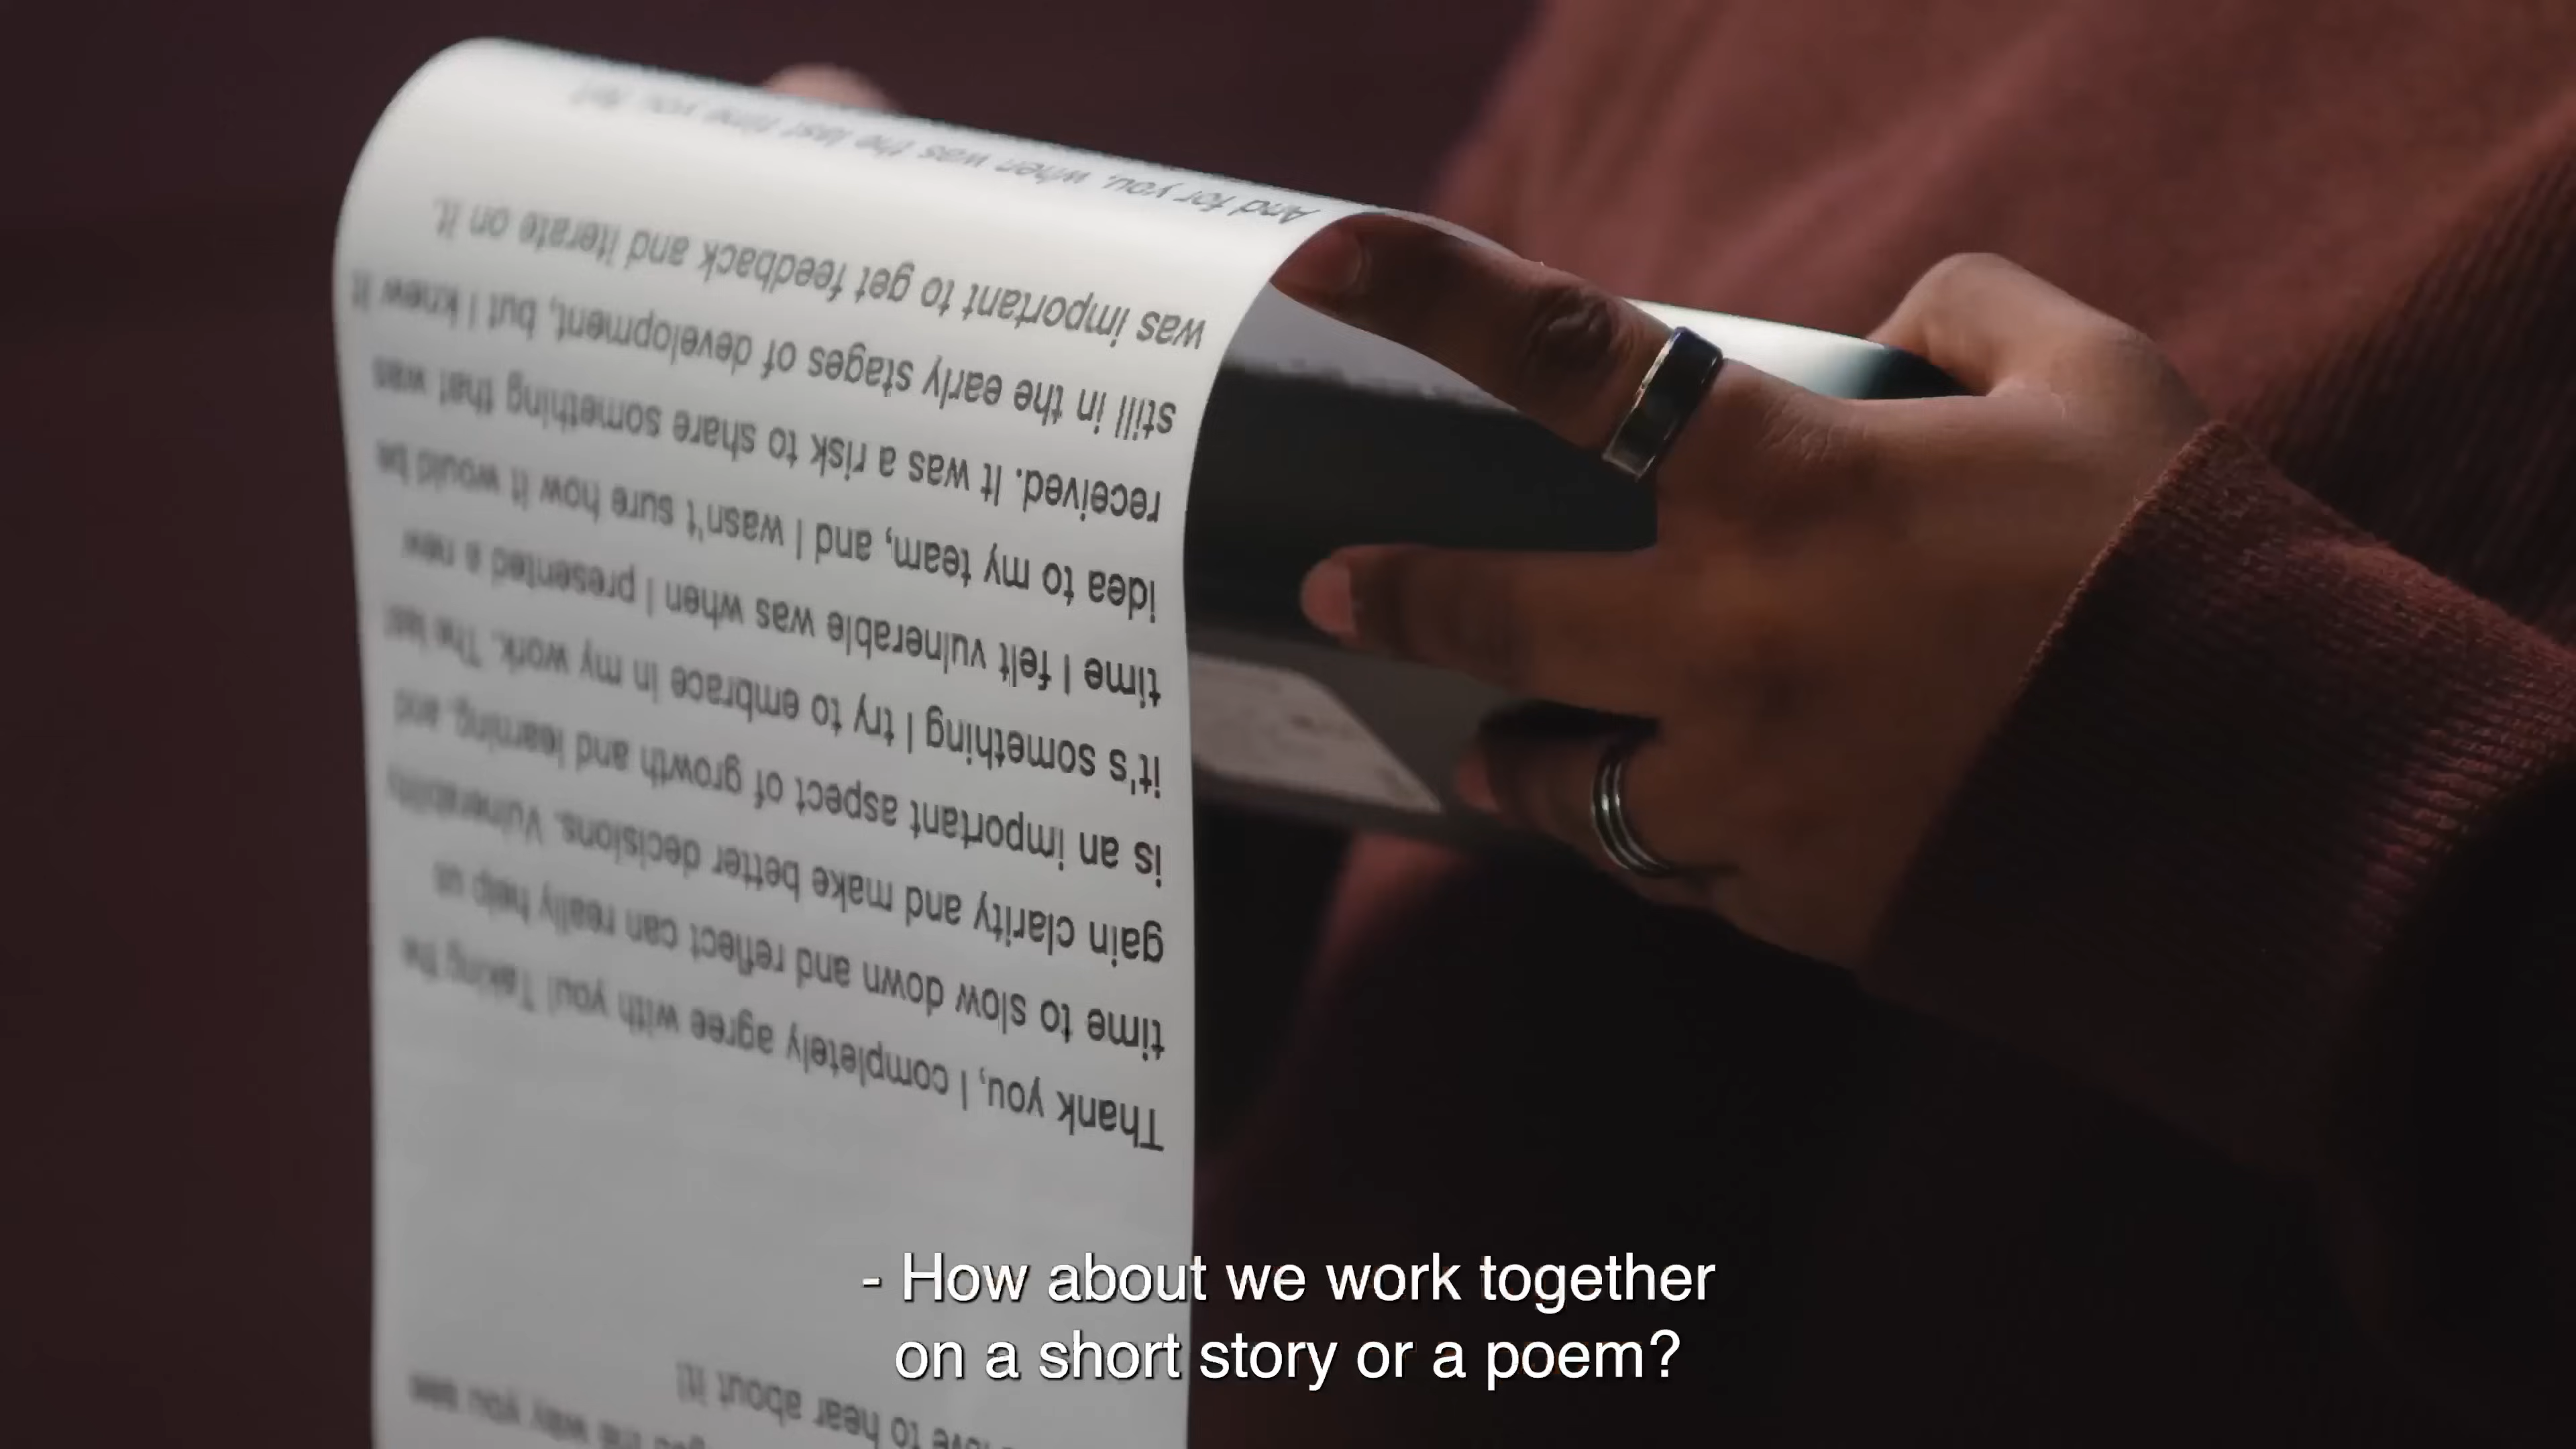 Thank you, I completely agree with you! Taking the
time to slow down and reflect can really help us
gain clarity and make better decisions. Vulnerability
is an important aspect of growth and learning, and
it's something I try to embrace in my work. The last
time I felt vulnerable was when I presented a new
idea to my team, and I wasn't sure how it would be
received. It was a risk to share something that was
still in the early stages of development, but I knew it
was important to get feedback and iterate on it.
And for you, when was the last time you
the way you see
to hear about it!
- How about we work together
on a short story or a poem?